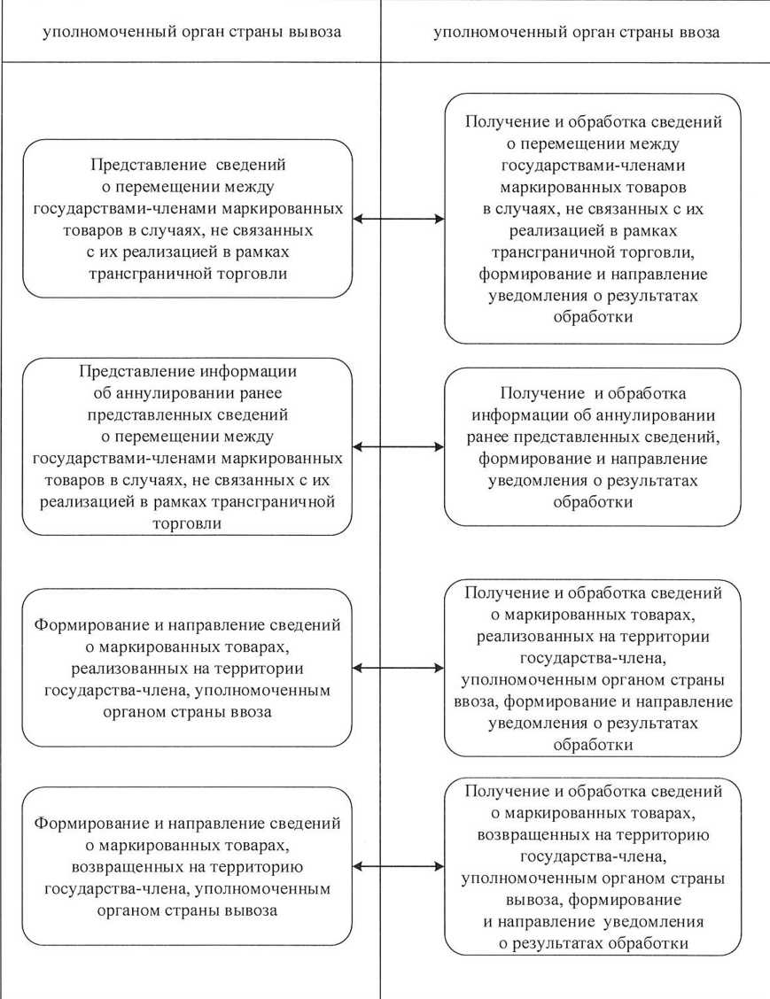 уполномоченный орган страны вывоза
уполномоченный орган страны ввоза
Представление сведений
о перемещении между
государствами-членами маркированных
товаров в случаях, не связанных
с их реализацией в рамках
трансграничной торговли
Получение и обработка сведений
о перемещении между
государствами-членами
маркированных товаров
в случаях, не связанных с их
реализацией в рамках
трансграничной торговли,
формирование и направление
уведомления о результатах
обработки
Представление информации
об аннулировании ранее
представленных сведений
о перемещении между
государствами-членами маркированных
товаров в случаях, не связанных с их
реализацией в рамках трансграничной
торговли
Получение и обработка
информации об аннулировании
ранее представленных сведений,
формирование и направление
уведомления о результатах
обработки
Формирование и направление сведений
о маркированных товарах,
реализованных на территории
государства-члена, уполномоченным
органом страны ввоза
Получение и обработка сведений
о маркированных товарах,
реализованных на территории
государства-члена,
уполномоченным органом страны
ввоза, формирование и направление
уведомления о результатах
обработки
Формирование и направление сведений
о маркированных товарах,
возвращенных на территорию
государства-члена, уполномоченным
органом страны вывоза
Получение и обработка сведений
о маркированных товарах,
возвращенных на территорию
государства-члена,
уполномоченным органом страны
вывоза, формирование
и направление уведомления
о результатах обработки